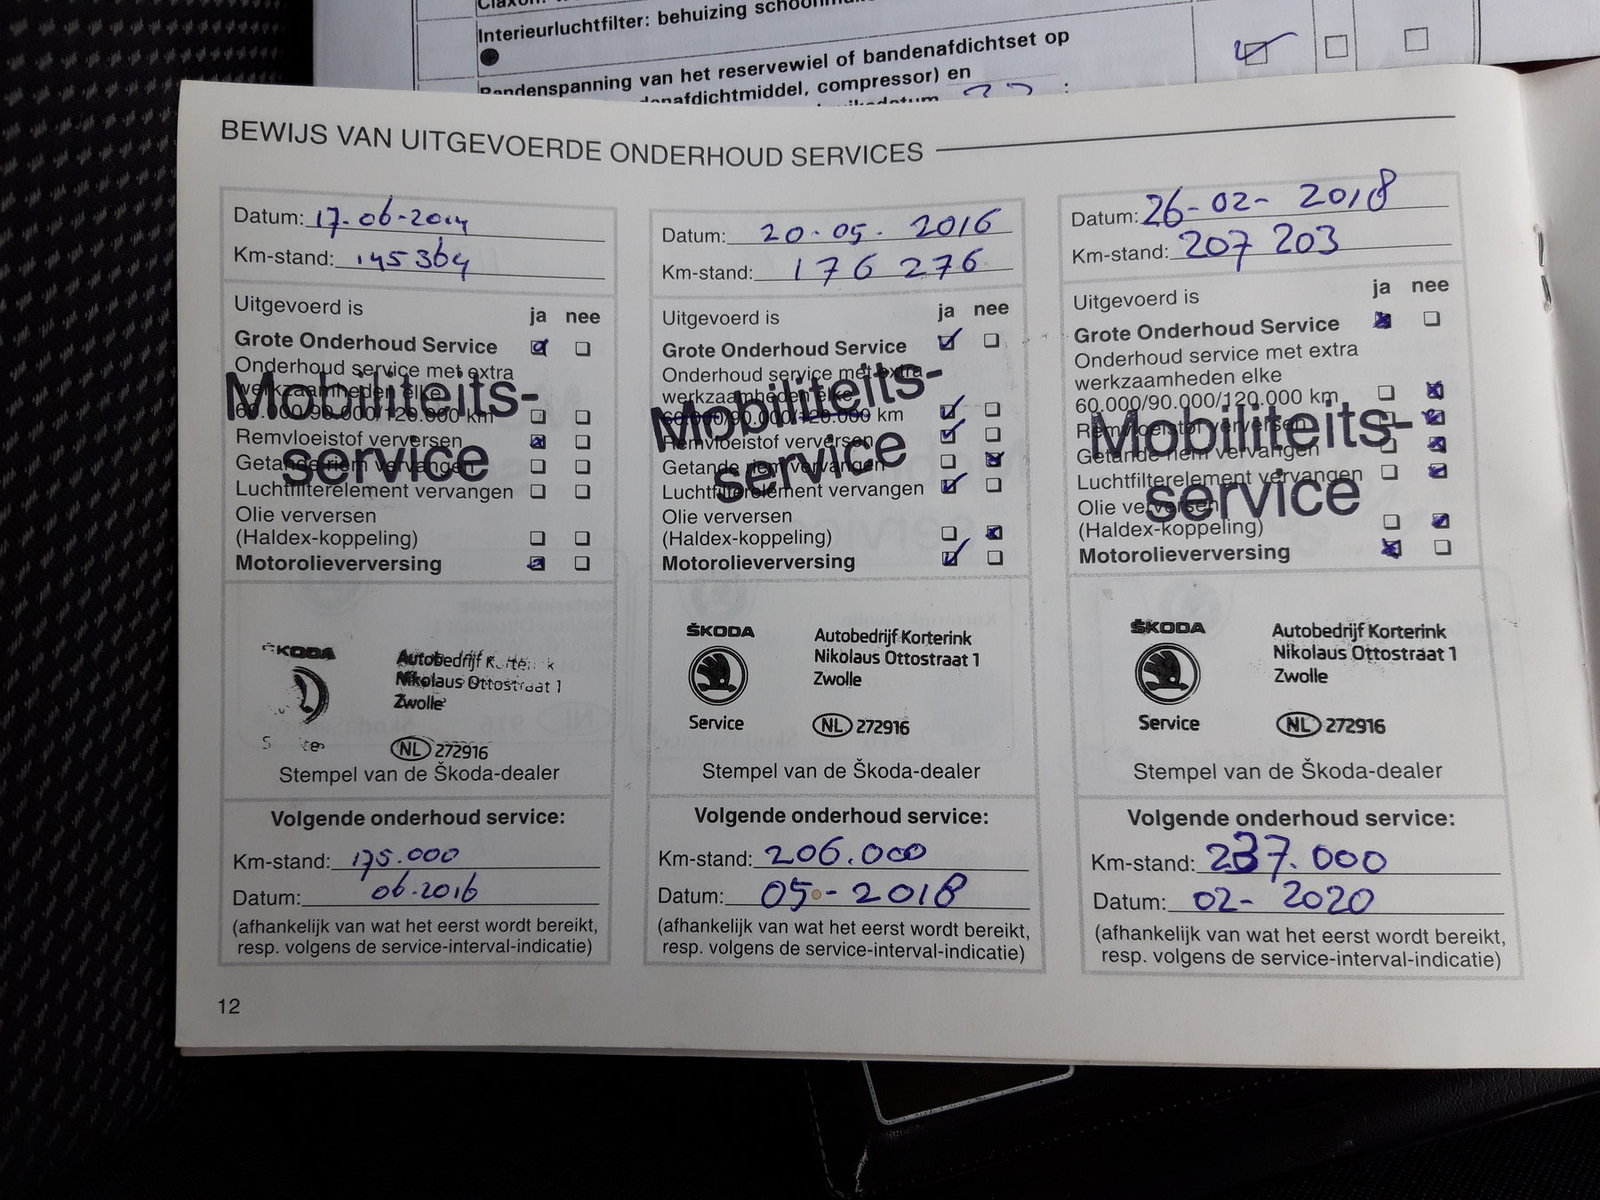 Interieurluchtfilter: behuizing
Bandenspanning van het reservewiel of bandenafdichtset op
compressor) en
BEWIJS VAN UITGEVOERDE ONDERHOUD SERVICES
Datum: 17-06-2014
Km-stand: 145364
Uitgevoerd is
ja nee
Grote Onderhoud Service
Onderhoud service met extra
werkzaamheden elke
60.000/90.000/120.000 km
Remvloeistof verversen
Getande riem vervangen
Luchtfilterelement vervangen
Olie verversen
(Haldex-koppeling)
Motorolieverversing
Mobiliteits-
service
ŠKODA
Autobedrijf
Nikolaus Ottostraat 1
Zwolle
NL 272916
Stempel van de Škoda-dealer
Volgende onderhoud service:
Km-stand: 175.000
Datum: 06.2016
(afhankelijk van wat het eerst wordt bereikt,
resp. volgens de service-interval-indicatie)
Datum: 20-05-2016
Km-stand: 176 276
Uitgevoerd is
ja nee
Grote Onderhoud Service
Onderhoud service met extra
werkzaamheden elke
60.000/90.000/120.000 km
Remvloeistof verversen
Getande riem vervangen
Luchtfilterelement vervangen
Olie verversen
(Haldex-koppeling)
Motorolieverversing
Mobiliteits-
service
ŠKODA
Service
Autobedrijf Korterink
Nikolaus Ottostraat 1
Zwolle
NL 272916
Stempel van de Škoda-dealer
Volgende onderhoud service:
Km-stand: 206.000
Datum: 05-2018
(afhankelijk van wat het eerst wordt bereikt,
resp. volgens de service-interval-indicatie)
Datum: 26-02-2018
Km-stand: 207 203
Uitgevoerd is
ja nee
Grote Onderhoud Service
Onderhoud service met extra
werkzaamheden elke
60.000/90.000/120.000 km
Remvloeistof verversen
Getande riem vervangen
Luchtfilterelement vervangen
Olie verversen
(Haldex-koppeling)
Motorolieverversing
Mobiliteits-
service
ŠKODA
Service
Autobedrijf Korterink
Nikolaus Ottostraat 1
Zwolle
NL 272916
Stempel van de Škoda-dealer
Volgende onderhoud service:
Km-stand: 237.000
Datum: 02-2020
(afhankelijk van wat het eerst wordt bereikt,
resp. volgens de service-interval-indicatie)
12